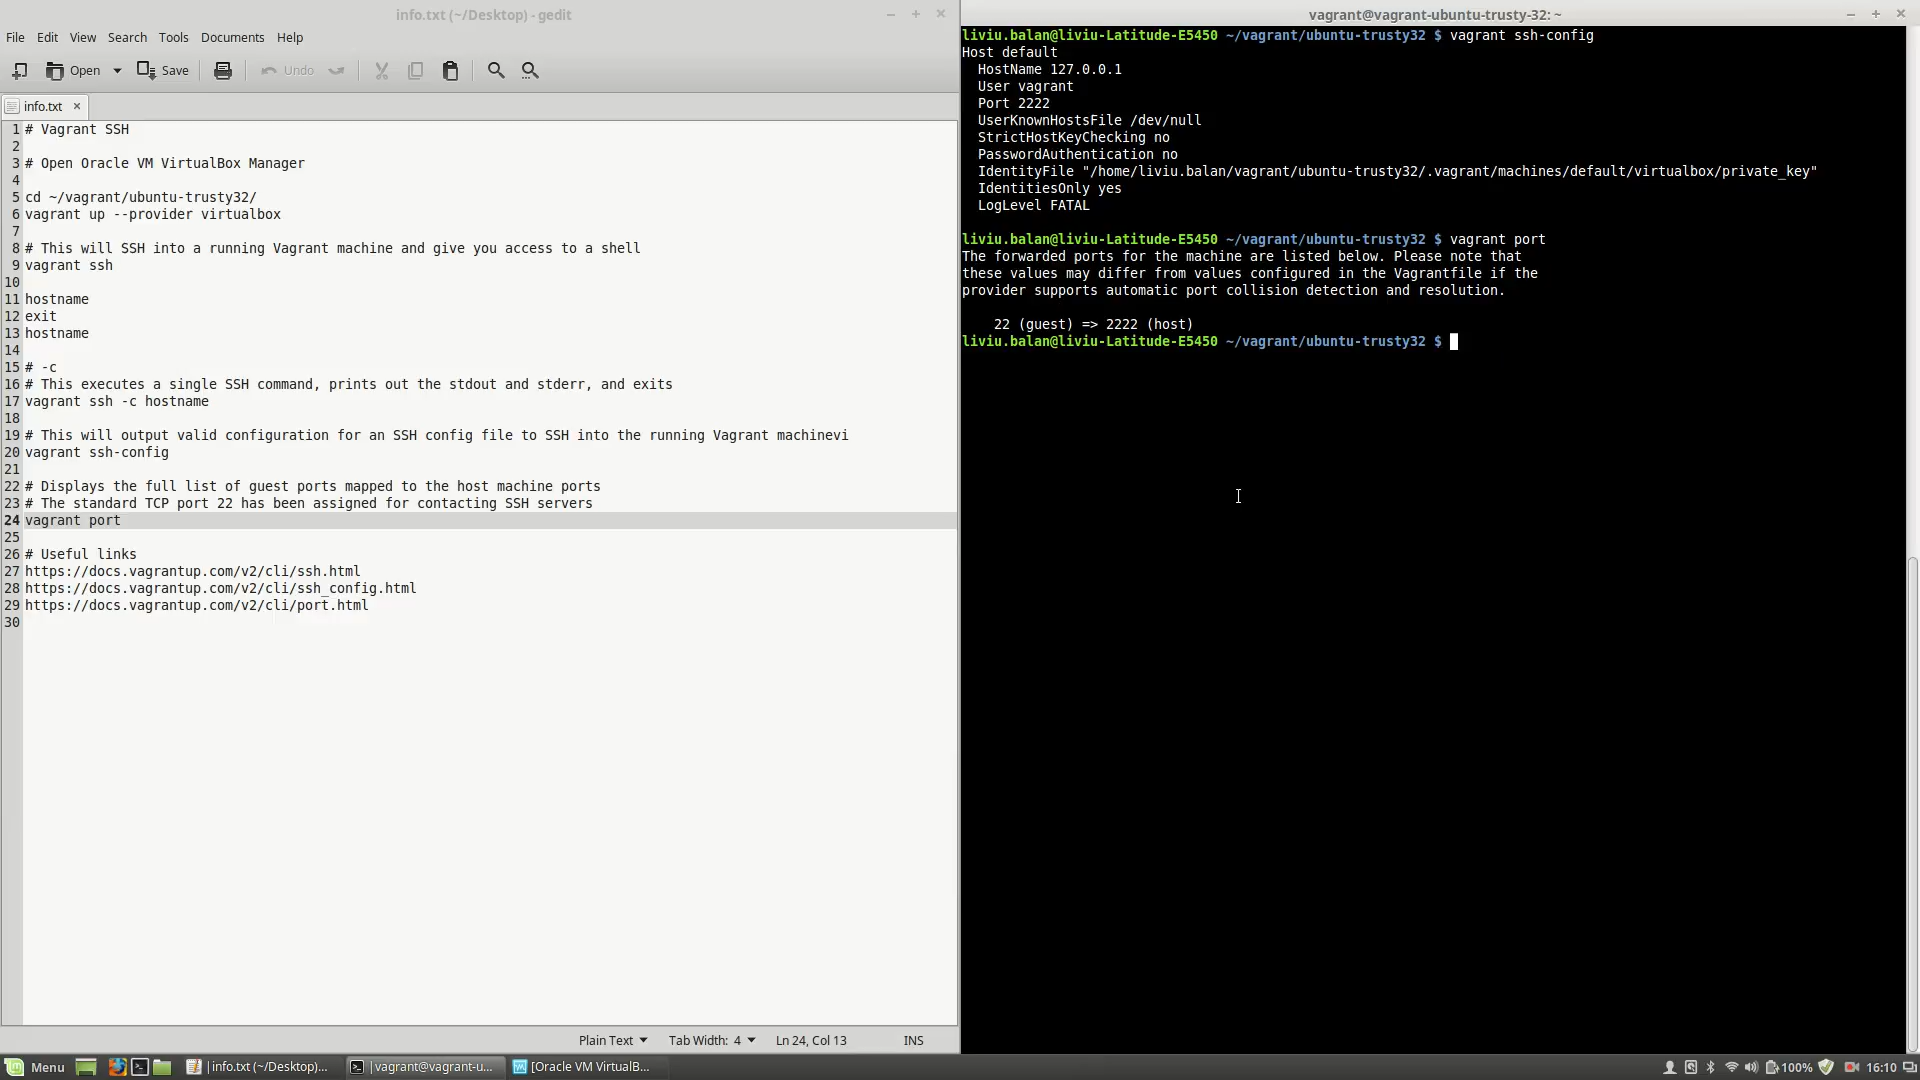 info.txt (~/Desktop) - gedit
File Edit View Search Tools Documents Help
Open Save Undo
info.txt
1 # Vagrant SSH
2
3 # Open Oracle VM VirtualBox Manager
4
5 cd ~/vagrant/ubuntu-trusty32/
6 vagrant up --provider virtualbox
7
8 # This will SSH into a running Vagrant machine and give you access to a shell
9 vagrant ssh
10
11 hostname
12 exit
13 hostname
14
15 # -c
16 # This executes a single SSH command, prints out the stdout and stderr, and exits
17 vagrant ssh -c hostname
18
19 # This will output valid configuration for an SSH config file to SSH into the running Vagrant machinevi
20 vagrant ssh-config
21
22 # Displays the full list of guest ports mapped to the host machine ports
23 # The standard TCP port 22 has been assigned for contacting SSH servers
24 vagrant port
25
26 # Useful links
27 https://docs.vagrantup.com/v2/cli/ssh.html
28 https://docs.vagrantup.com/v2/cli/ssh_config.html
29 https://docs.vagrantup.com/v2/cli/port.html
30
Plain Text Tab Width: 4 Ln 24, Col 13 INS
vagrant@vagrant-ubuntu-trusty-32: ~
liviu.balan@liviu-Latitude-E5450 ~/vagrant/ubuntu-trusty32 $ vagrant ssh-config
Host default
HostName 127.0.0.1
User vagrant
Port 2222
UserKnownHostsFile /dev/null
StrictHostKeyChecking no
PasswordAuthentication no
IdentityFile "/home/liviu.balan/vagrant/ubuntu-trusty32/.vagrant/machines/default/virtualbox/private_key"
IdentitiesOnly yes
LogLevel FATAL
liviu.balan@liviu-Latitude-E5450 ~/vagrant/ubuntu-trusty32 $ vagrant port
The forwarded ports for the machine are listed below. Please note that
these values may differ from values configured in the Vagrantfile if the
provider supports automatic port collision detection and resolution.
22 (guest) => 2222 (host)
liviu.balan@liviu-Latitude-E5450 ~/vagrant/ubuntu-trusty32 $
Menu info.txt (~/Desktop)... vagrant@vagrant-u... [Oracle VM VirtualB... 100% 16:10